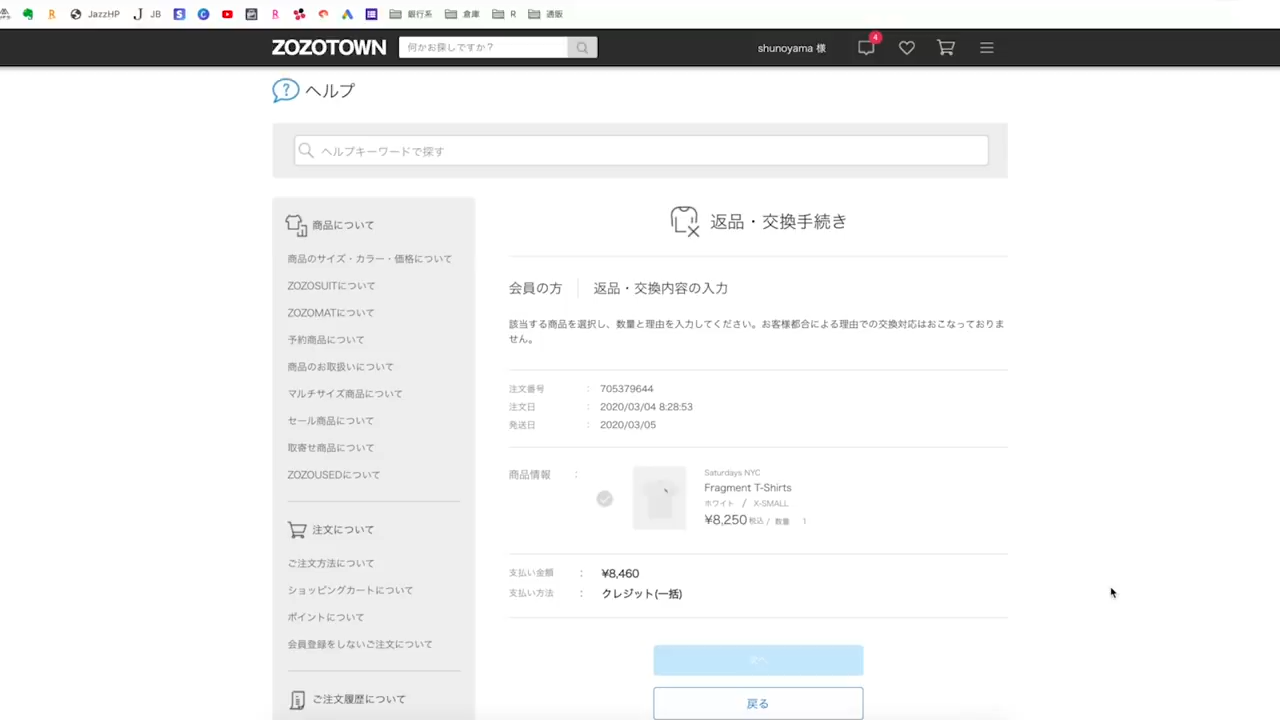 JazzHP
J JB
S
C
R
R
銀行系
倉庫
R
通販
ZOZOTOWN
何かお探しですか？
shunoyama 様
4
? ヘルプ
ヘルプキーワードで探す
商品について
商品のサイズ・カラー・価格について
ZOZOSUITについて
ZOZOMATについて
予約商品について
商品のお取扱いについて
マルチサイズ商品について
セール商品について
取寄せ商品について
ZOZOUSEDについて
注文について
ご注文方法について
ショッピングカートについて
ポイントについて
会員登録をしないご注文について
ご注文履歴について
返品・交換手続き
会員の方 返品・交換内容の入力
該当する商品を選択し、数量と理由を入力してください。お客様都合による理由での交換対応はおこなっておりま
せん。
注文番号 : 705379644
注文日 : 2020/03/04 8:28:53
発送日 : 2020/03/05
商品情報 :
Saturdays NYC
Fragment T-Shirts
ホワイト / X-SMALL
¥8,250 税込 / 数量 1
支払い金額 : ¥8,460
支払い方法 : クレジット(一括)
次へ
戻る